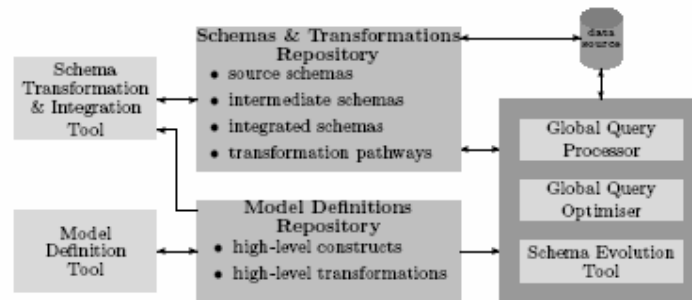 Schema
Transformation
& Integration
Tool
Model
Definition
Tool
Schemas & Transformations
Repository
• source schemas
• intermediate schemas
• integrated schemas
• transformation pathways
Model Definitions
Repository
• high-level constructs
• high-level transformations
data
source
Global Query
Processor
Global Query
Optimiser
Schema Evolution
Tool